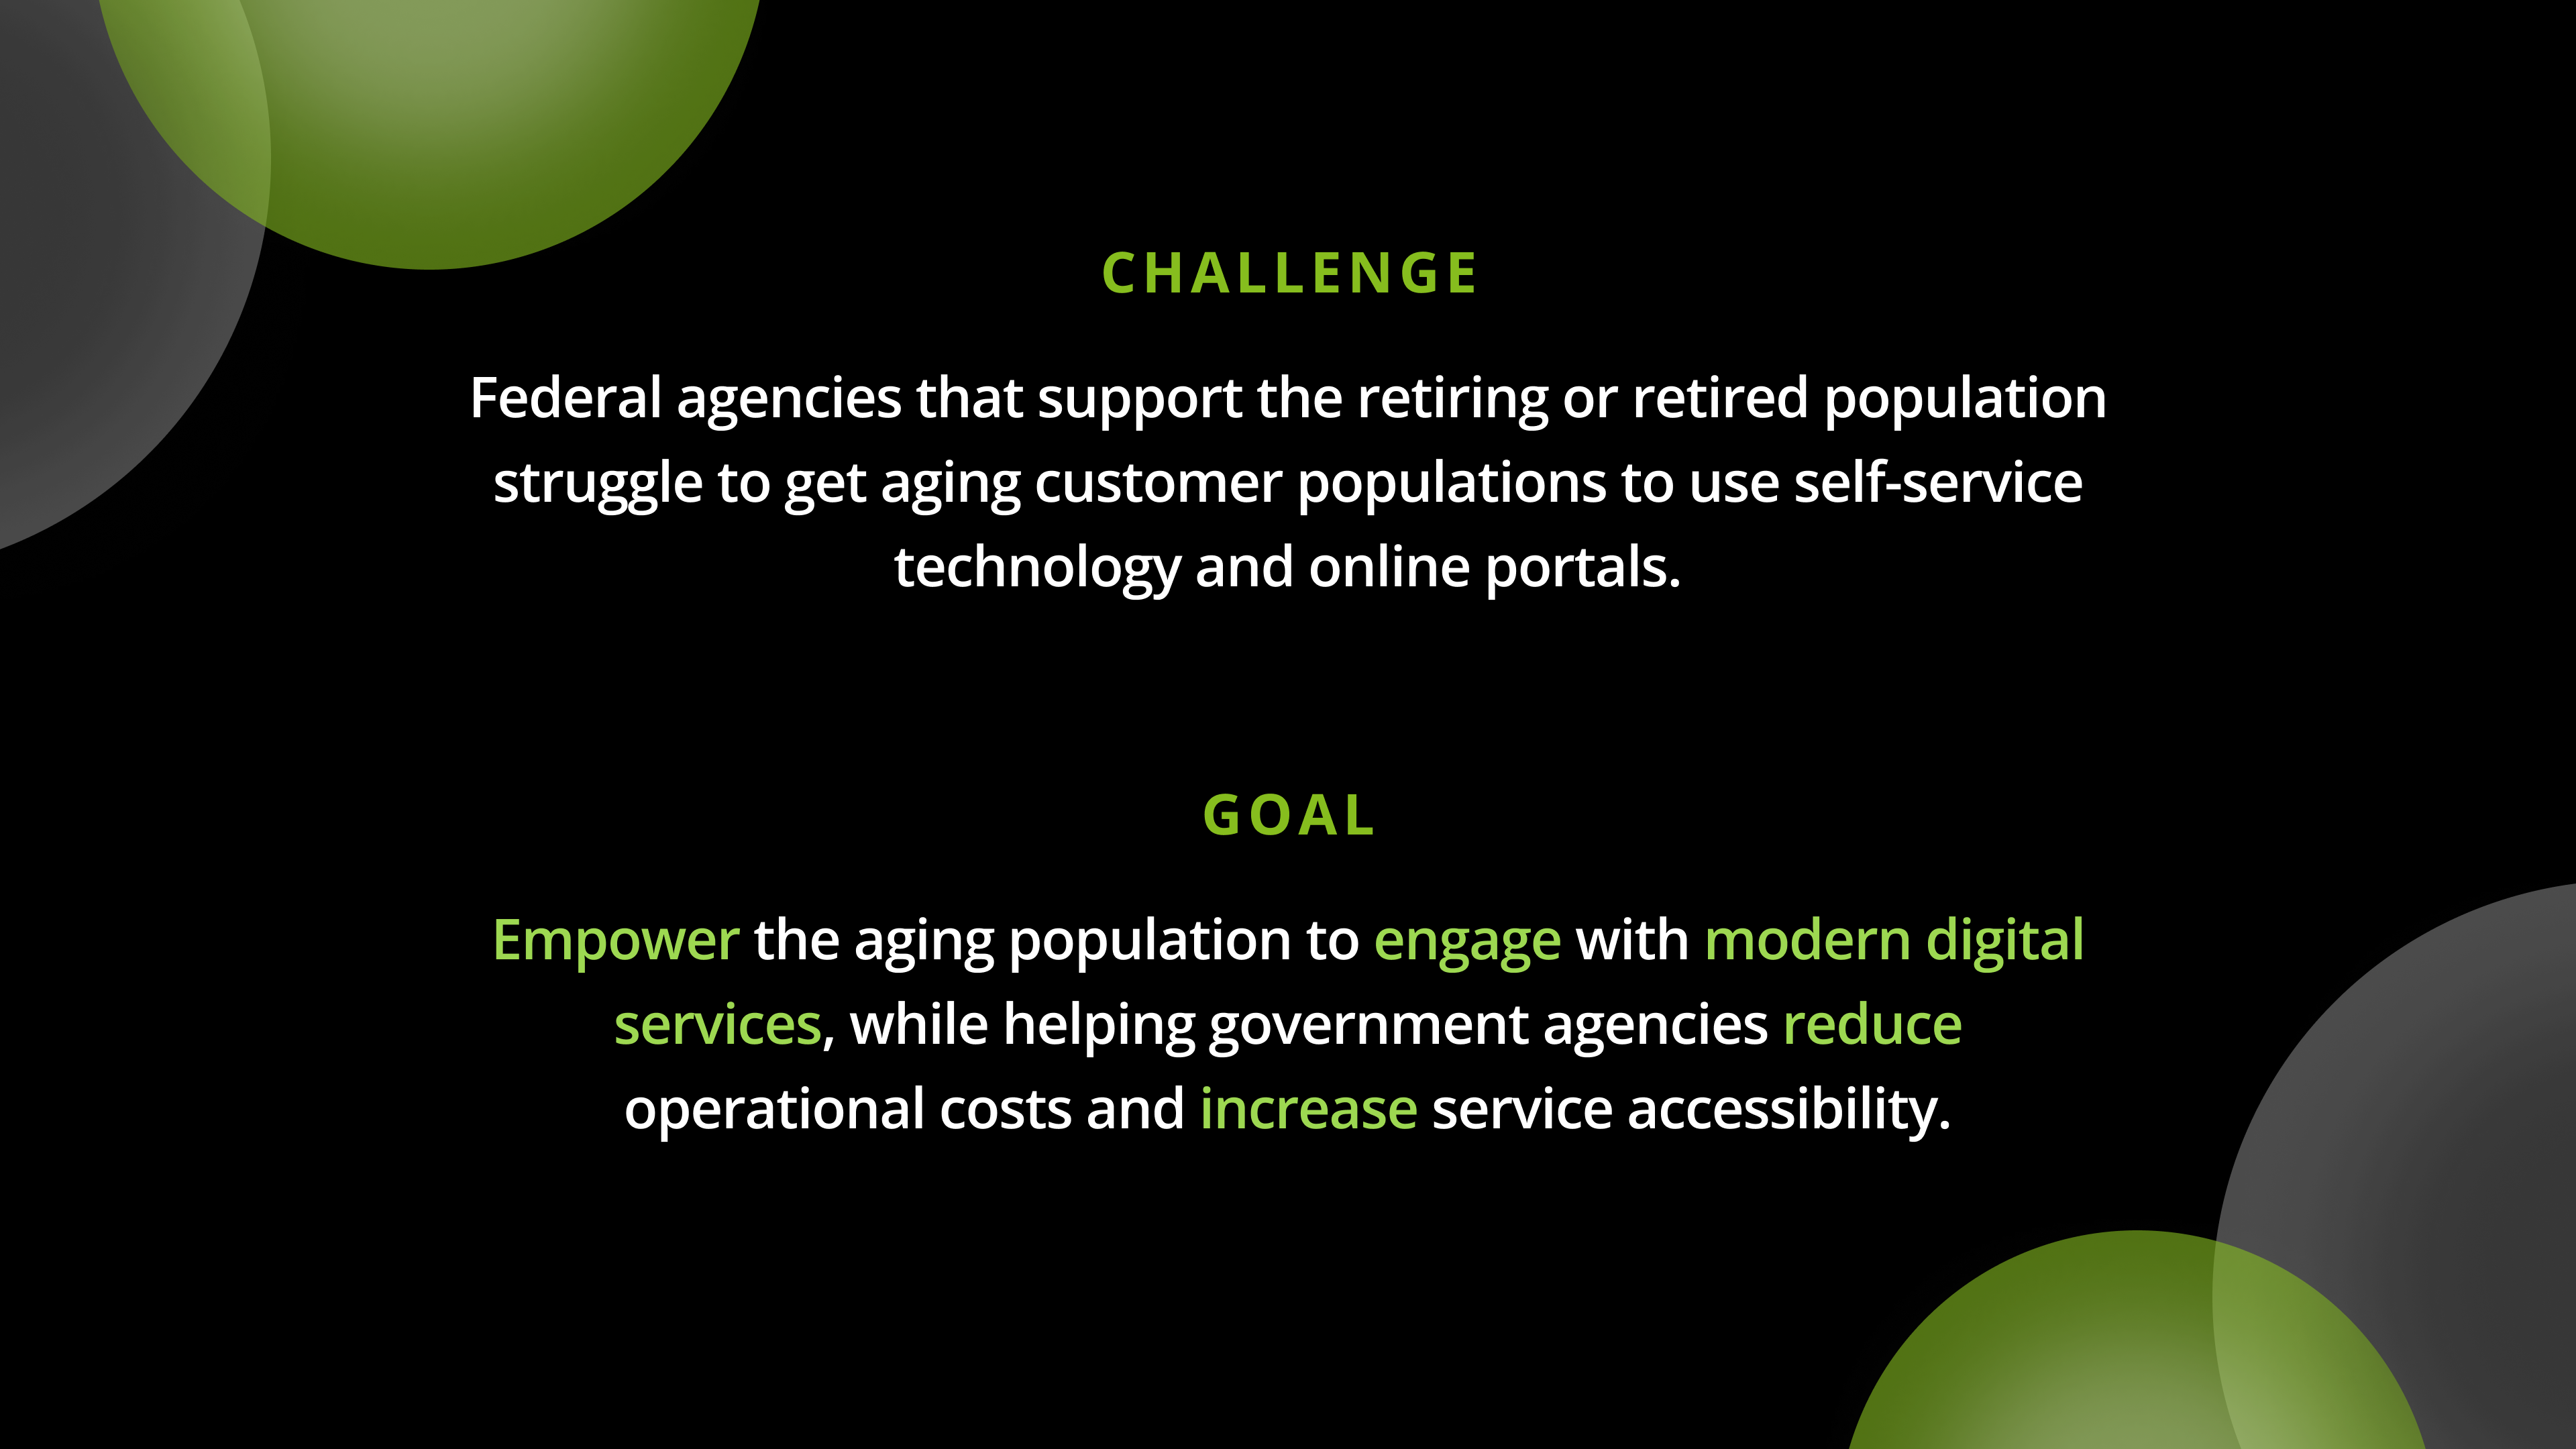 CHALLENGE
Federal agencies that support the retiring or retired population
struggle to get aging customer populations to use self-service
technology and online portals.
GOAL
Empower the aging population to engage with modern digital
services, while helping government agencies reduce
operational costs and increase service accessibility.